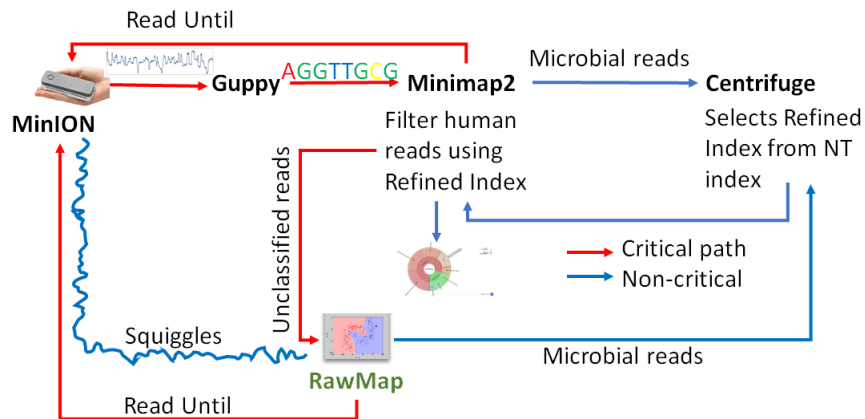 Read Until
MinION
Guppy
AGGTTGCG
Minimap2
Microbial reads
Centrifuge
Filter human
reads using
Refined Index
Selects Refined
Index from NT
index
Unclassified reads
Critical path
Non-critical
Squiggles
RawMap
Microbial reads
Read Until